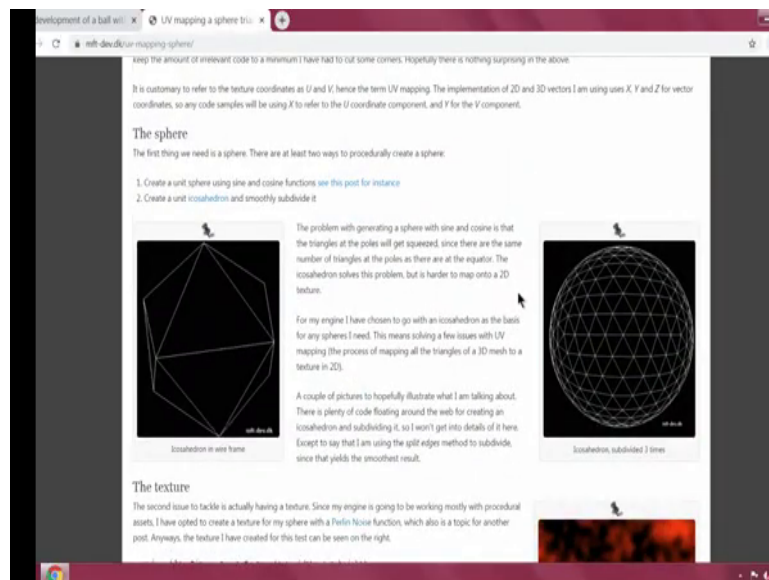 development of a ball wit
UV mapping a sphere tria
mft-dev.dk/uv-mapping-sphere/
keep the amount of irrelevant code to a minimum I have had to cut some corners. Hopefully there is nothing surprising in the above.
It is customary to refer to the texture coordinates as U and V, hence the term UV mapping. The implementation of 2D and 3D vectors I am using uses X, Y and Z for vector
coordinates, so any code samples will be using X to refer to the U coordinate component, and Y for the V component.
The sphere
The first thing we need is a sphere. There are at least two ways to procedurally create a sphere:
1. Create a unit sphere using sine and cosine functions see this post for instance
2. Create a unit icosahedron and smoothly subdivide it
The problem with generating a sphere with sine and cosine is that
the triangles at the poles will get squeezed, since there are the same
number of triangles at the poles as there are at the equator. The
icosahedron solves this problem, but is harder to map onto a 2D
texture.
For my engine I have chosen to go with an icosahedron as the basis
for any spheres I need. This means solving a few issues with UV
mapping (the process of mapping all the triangles of a 3D mesh to a
texture in 2D).
A couple of pictures to hopefully illustrate what I am talking about.
There is plenty of code floating around the web for creating an
icosahedron and subdividing it, so I won't get into details of it here.
Except to say that I am using the split edges method to subdivide,
since that yields the smoothest result.
mft-dev.dk
Icosahedron in wire frame
mft-dev.dk
Icosahedron, subdivided 3 times
The texture
The second issue to tackle is actually having a texture. Since my engine is going to be working mostly with procedural
assets, I have opted to create a texture for my sphere with a Perlin Noise function, which also is a topic for another
post. Anyways, the texture I have created for this test can be seen on the right.